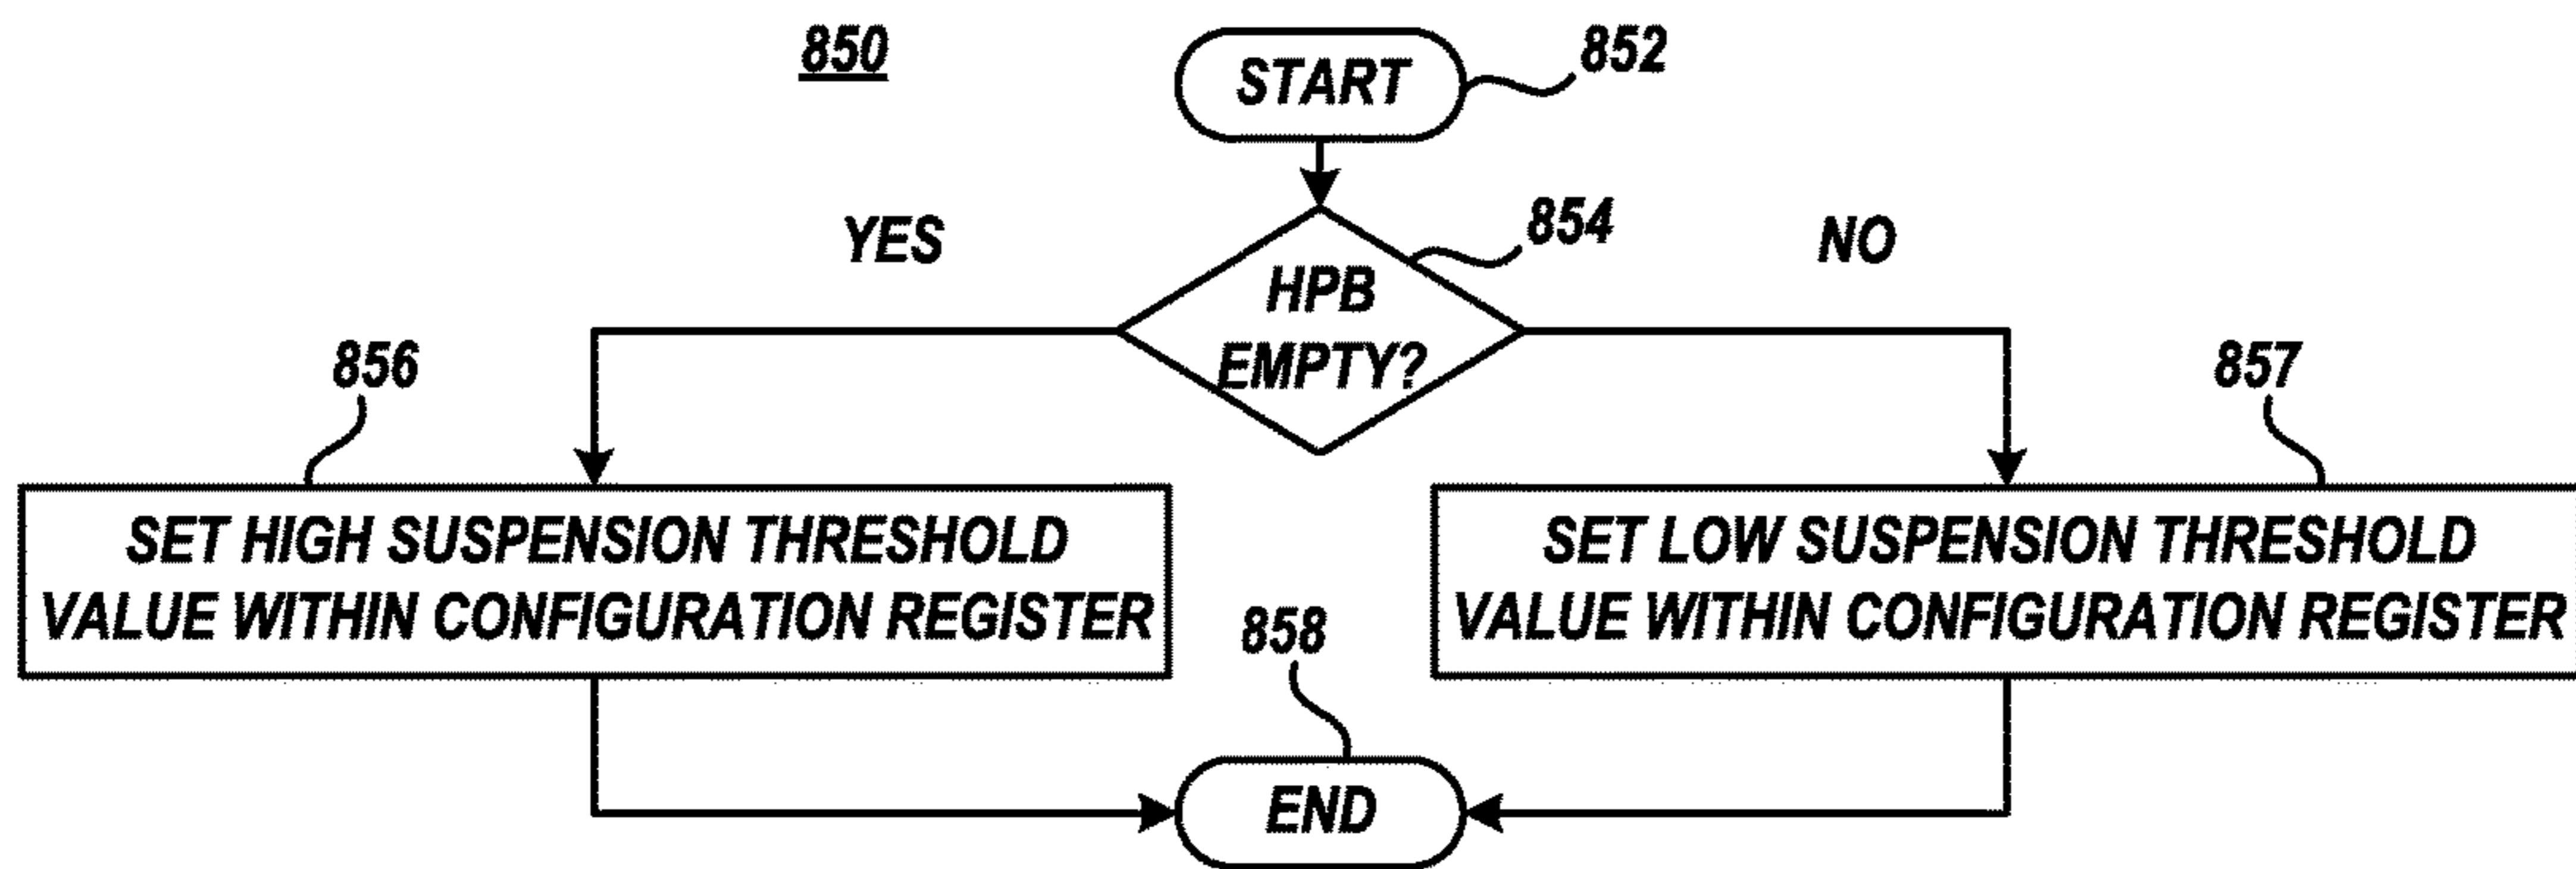 850
START
852
YES
854
NO
HPB
EMPTY?
856
857
SET HIGH SUSPENSION THRESHOLD
VALUE WITHIN CONFIGURATION REGISTER
SET LOW SUSPENSION THRESHOLD
VALUE WITHIN CONFIGURATION REGISTER
858
END